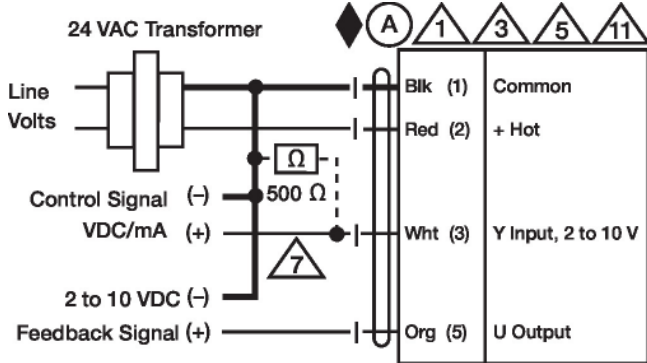 24 VAC Transformer
A 1 3 5 11
Line
Volts
Blk (1) Common
Red (2) + Hot
Ω
500 Ω
Control Signal (-)
VDC/mA (+)
7
Wht (3) Y Input, 2 to 10 V
2 to 10 VDC (-)
Feedback Signal (+)
Org (5) U Output